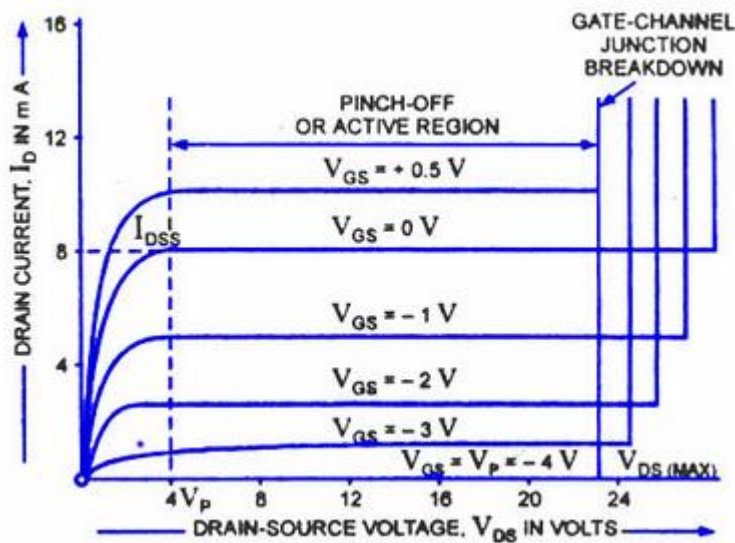 16
12
8
4
DRAIN CURRENT, I_D IN m A
GATE-CHANNEL
JUNCTION
BREAKDOWN
PINCH-OFF
OR ACTIVE REGION
V_GS = + 0.5 V
I_DSS
V_GS = 0 V
V_GS = – 1 V
V_GS = – 2 V
V_GS = – 3 V
V_GS = V_P = – 4 V
V_DS (MAX)
0
4 V_P
8
12
16
20
24
DRAIN-SOURCE VOLTAGE, V_DS IN VOLTS